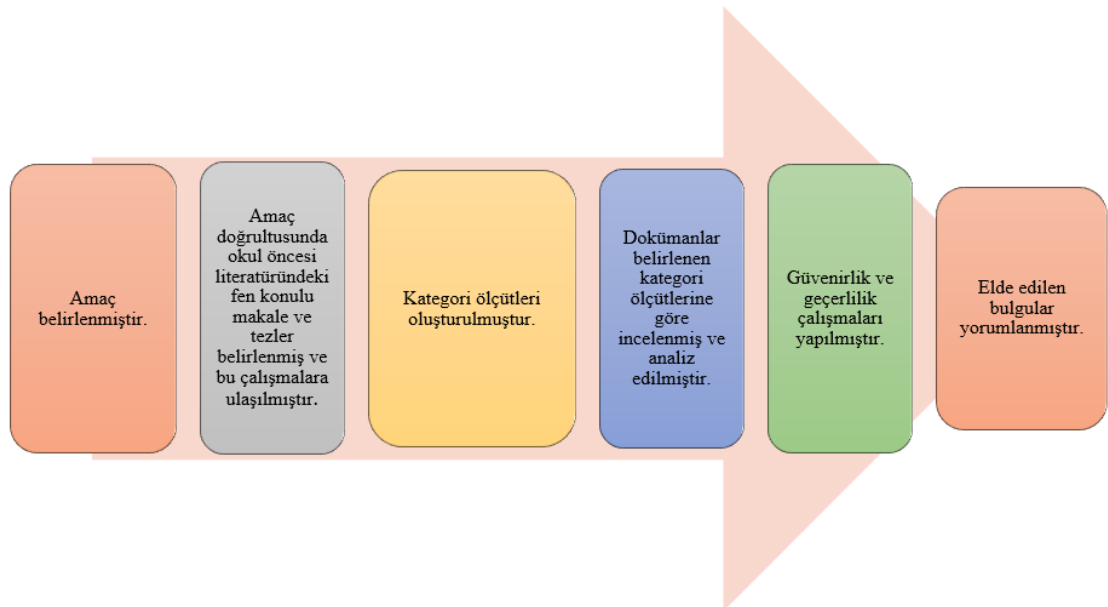 Amaç
belirlenmiştir.
Amaç
doğrultusunda
okul öncesi
literatüründeki
fen konulu
makale ve
tezler
belirlenmiş ve
bu çalışmalara
ulaşılmıştır.
Kategori ölçütleri
oluşturulmuştur.
Dokümanlar
belirlenen
kategori
ölçütlerine
göre
incelenmiş ve
analiz
edilmiştir.
Güvenirlik ve
geçerlilik
çalışmaları
yapılmıştır.
Elde edilen
bulgular
yorumlanmıştır.